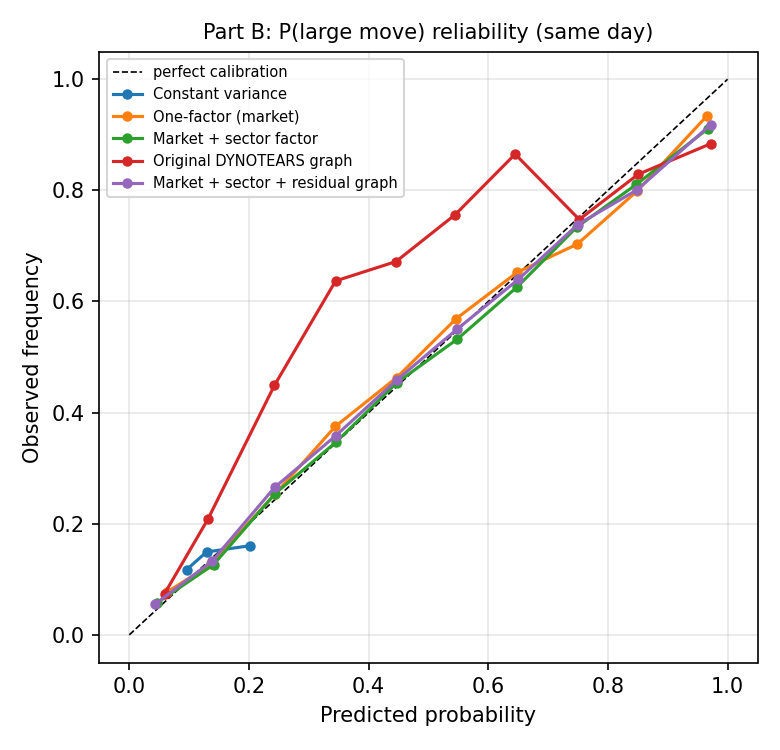 Part B: P(large move) reliability (same day)
perfect calibration
Constant variance
One-factor (market)
Market + sector factor
Original DYNOTEARS graph
Market + sector + residual graph
Observed frequency
1.0
0.8
0.6
0.4
0.2
0.0
0.0 0.2 0.4 0.6 0.8 1.0
Predicted probability